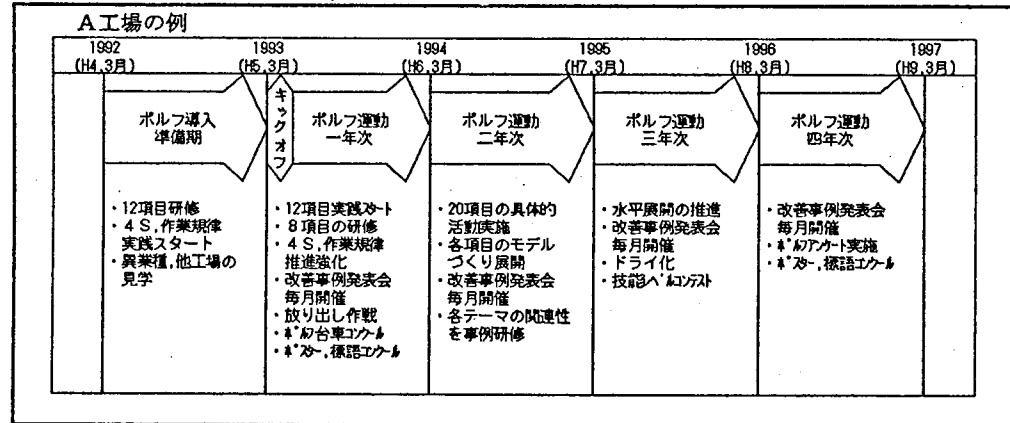 A工場の例
1992 1993 1994 1995 1996 1997
(H4,3月) (H5,3月) (H6,3月) (H7,3月) (H8,3月) (H9,3月)
ポルフ導入
準備期
キックオフ
ポルフ運動
一年次
ポルフ運動
二年次
ポルフ運動
三年次
ポルフ運動
四年次
・12項目研修
・4S,作業規律
実践スタート
・異業種,他工場の
見学
・12項目実践スタート
・8項目の研修
・4S,作業規律
推進強化
・改善事例発表会
毎月開催
・放り出し作戦
・ポルフ台車コンクール
・ポスター,標語コンクール
・20項目の具体的
活動実施
・各項目のモデル
づくり展開
・改善事例発表会
毎月開催
・各テーマの関連性
を事例研修
・水平展開の推進
・改善事例発表会
毎月開催
・ドライ化
・技能レベルコンテスト
・改善事例発表会
毎月開催
・ポルフアンケート実施
・ポスター,標語コンクール